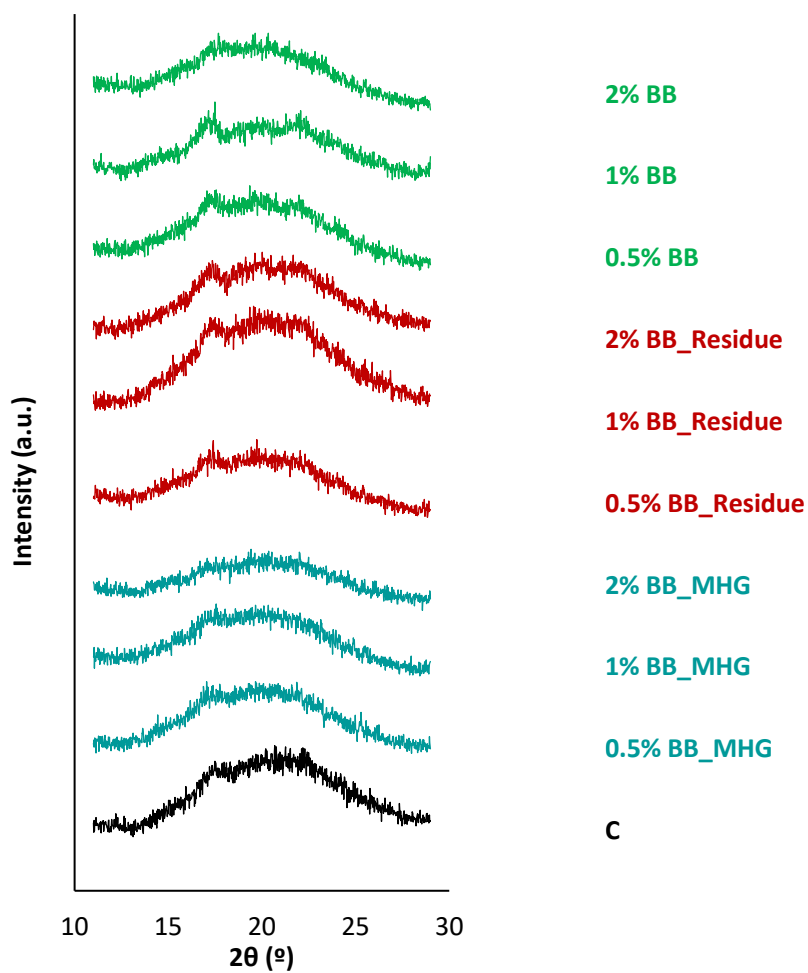 2% BB
1% BB
0.5% BB
2% BB_Residue
1% BB_Residue
0.5% BB_Residue
2% BB_MHG
1% BB_MHG
0.5% BB_MHG
C
Intensity (a.u.)
10 15 20 25 30
2θ (º)